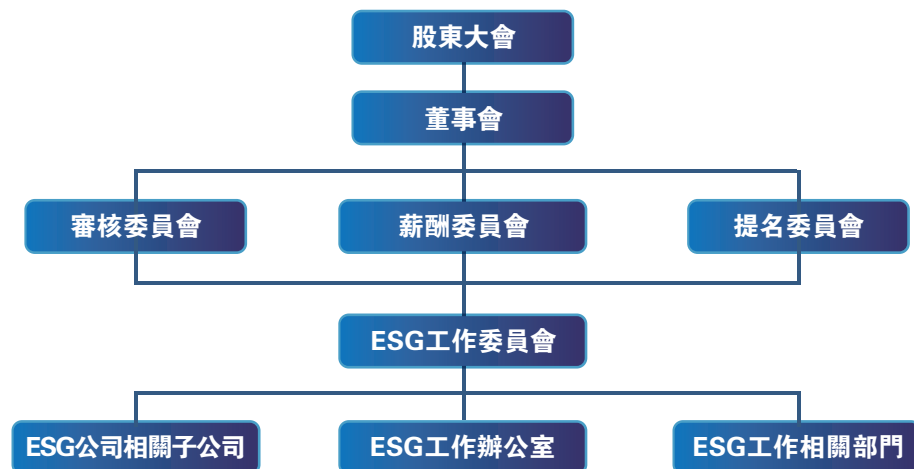 股東大會
董事會
審核委員會
薪酬委員會
提名委員會
ESG工作委員會
ESG公司相關子公司
ESG工作辦公室
ESG工作相關部門